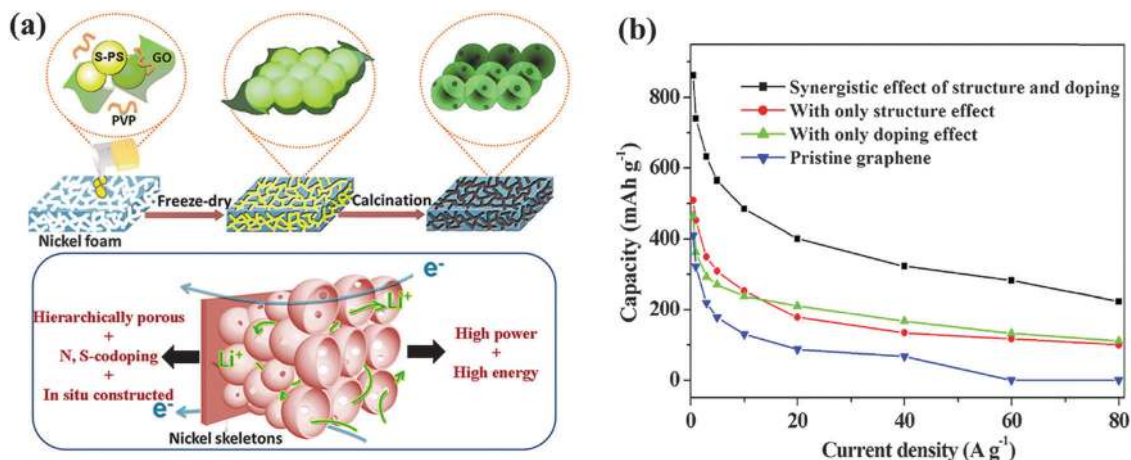 (a)
S-PS
GO
PVP
Freeze-dry
Calcination
Nickel foam
e-
Li+
Hierarchically porous
+
N, S-codoping
+
In situ constructed
Li+
e-
High power
+
High energy
Nickel skeletons
(b)
Synergistic effect of structure and doping
With only structure effect
With only doping effect
Pristine graphene
Capacity (mAh g-1)
800
600
400
200
0
0 20 40 60 80
Current density (A g-1)